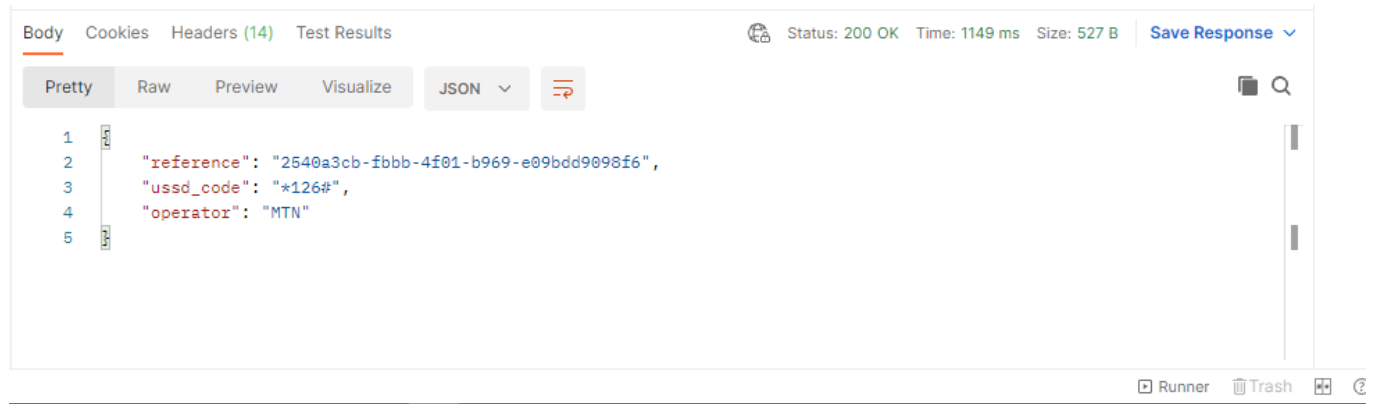 Body Cookies Headers (14) Test Results Status: 200 OK Time: 1149 ms Size: 527 B Save Response
Pretty Raw Preview Visualize JSON
1 {
2 "reference": "2540a3cb-fbbb-4f01-b969-e09bdd9098f6",
3 "ussd_code": "*126#",
4 "operator": "MTN"
5 }
Runner Trash